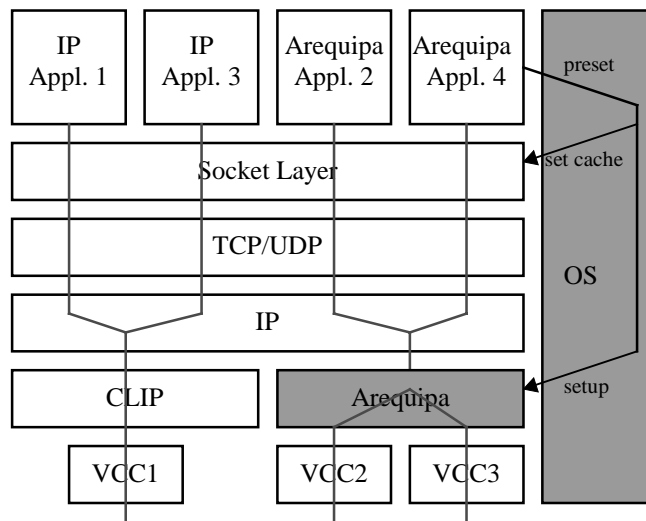 IP
Appl. 1
IP
Appl. 3
Arequipa
Appl. 2
Arequipa
Appl. 4
preset
Socket Layer
set cache
TCP/UDP
OS
IP
CLIP
Arequipa
setup
VCC1
VCC2
VCC3